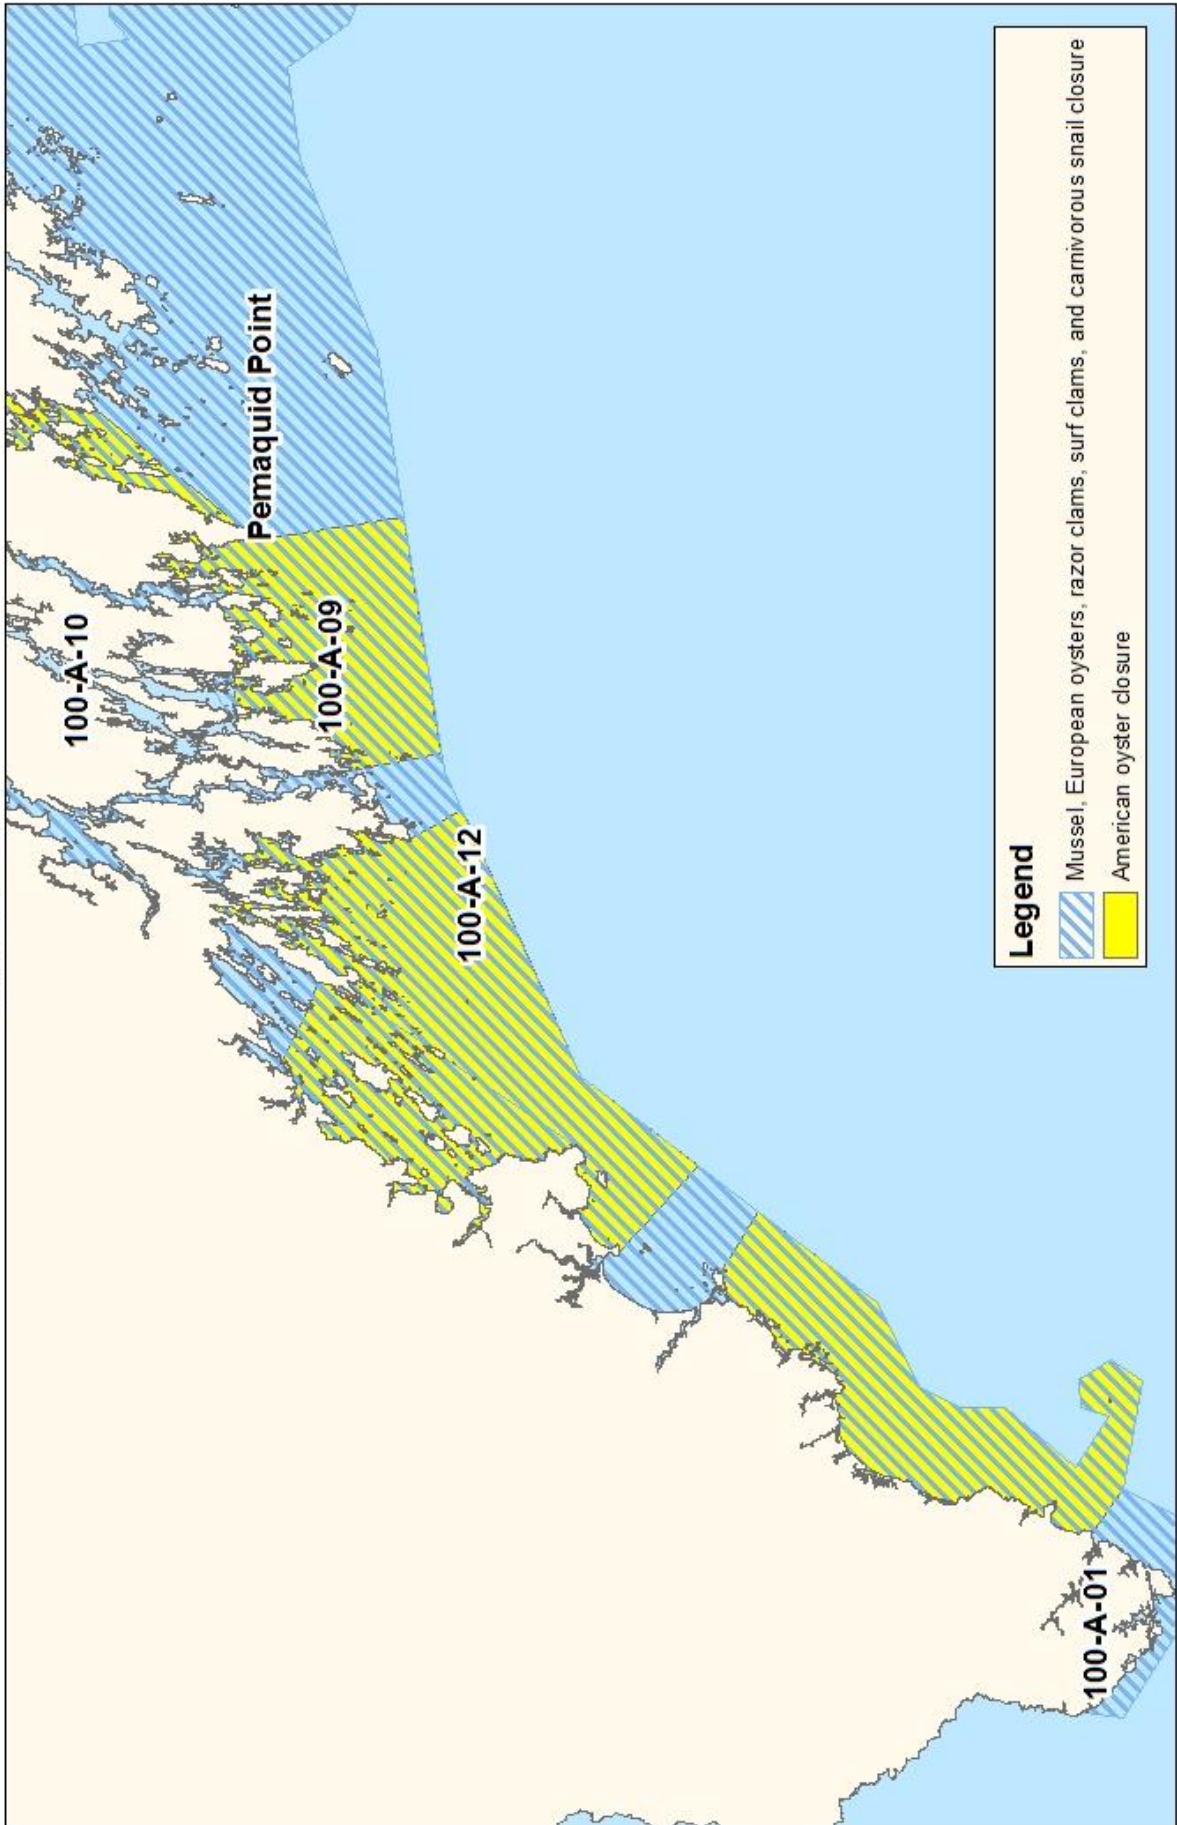 100-A-10
Pemaquid Point
100-A-09
100-A-12
100-A-01
Legend
Mussel, European oysters, razor clams, surf clams, and carnivorous snail closure
American oyster closure